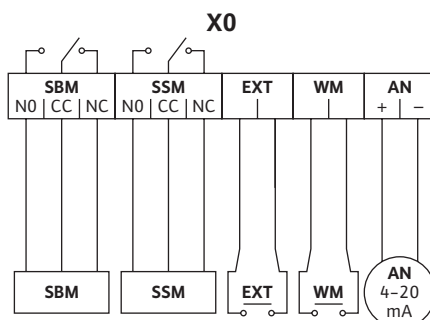 X0
SBM SSM EXT WM AN
N0 | CC | NC N0 | CC | NC + | −
SBM SSM EXT WM AN
4–20
mA